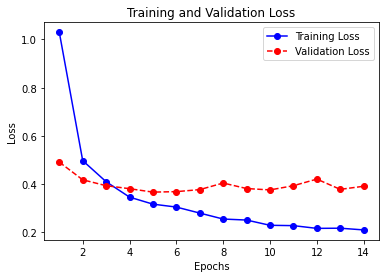 Training and Validation Loss
Training Loss
Validation Loss
1.0
0.8
0.6
0.4
0.2
Loss
2 4 6 8 10 12 14
Epochs